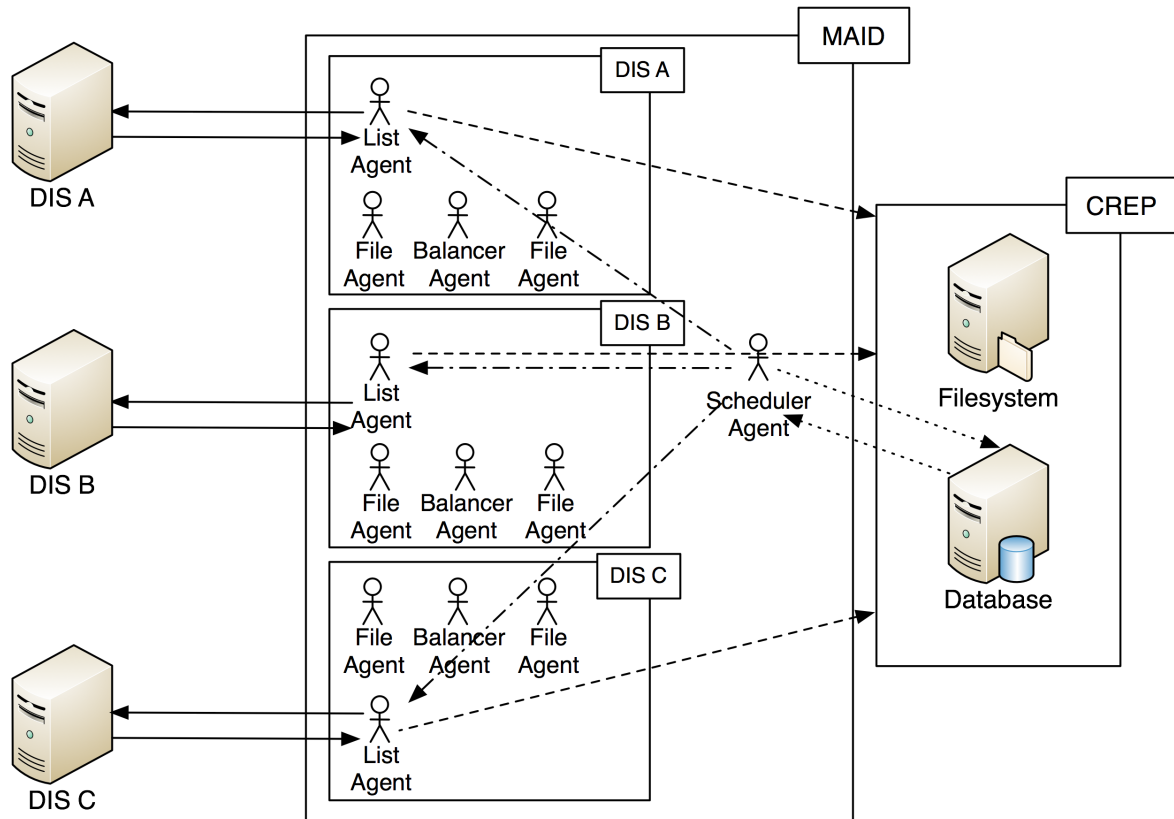 MAID
DIS A
List
Agent
DIS A
File
Agent
Balancer
Agent
File
Agent
CREP
DIS B
List
Agent
DIS B
File
Agent
Balancer
Agent
File
Agent
Scheduler
Agent
Filesystem
Database
DIS C
File
Agent
Balancer
Agent
File
Agent
List
Agent
DIS C